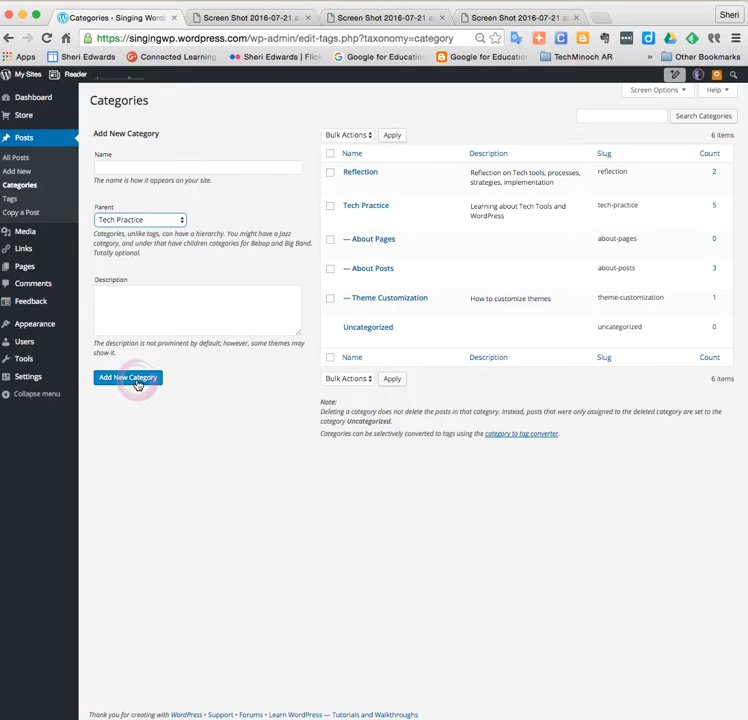 Categories ‹ Singing Word
Screen Shot 2016-07-21 a
Screen Shot 2016-07-21 a
Screen Shot 2016-07-21 a
Sheri
https://singingwp.wordpress.com/wp-admin/edit-tags.php?taxonomy=category
Apps
Sheri Edwards
Connected Learning
Sheri Edwards | Flic
Google for Education
Google for Education
TechMinoch AR
»
Other Bookmarks
My Sites
Reader
Dashboard
Store
Posts
All Posts
Add New
Categories
Tags
Copy a Post
Media
Links
Pages
Comments
Feedback
Appearance
Users
Tools
Settings
Collapse menu
Screen Options
Help
Categories
Search Categories
Add New Category
Name
The name is how it appears on your site.
Parent
Tech Practice
Categories, unlike tags, can have a hierarchy. You might have a Jazz
category, and under that have children categories for Bebop and Big Band.
Totally optional.
Description
The description is not prominent by default; however, some themes may
show it.
Add New Category
Bulk Actions
Apply
6 items
Name Description Slug Count
Reflection Reflection on Tech tools, processes, reflection 2
strategies, implementation
Tech Practice Learning about Tech Tools and tech-practice 5
WordPress
— About Pages about-pages 0
— About Posts about-posts 3
— Theme Customization How to customize themes theme-customization 1
Uncategorized uncategorized 0
Name Description Slug Count
Bulk Actions
Apply
6 items
Note:
Deleting a category does not delete the posts in that category. Instead, posts that were only assigned to the deleted category are set to the
category Uncategorized.
Categories can be selectively converted to tags using the category to tag converter.
Thank you for creating with WordPress • Support • Forums • Learn WordPress — Tutorials and Walkthroughs